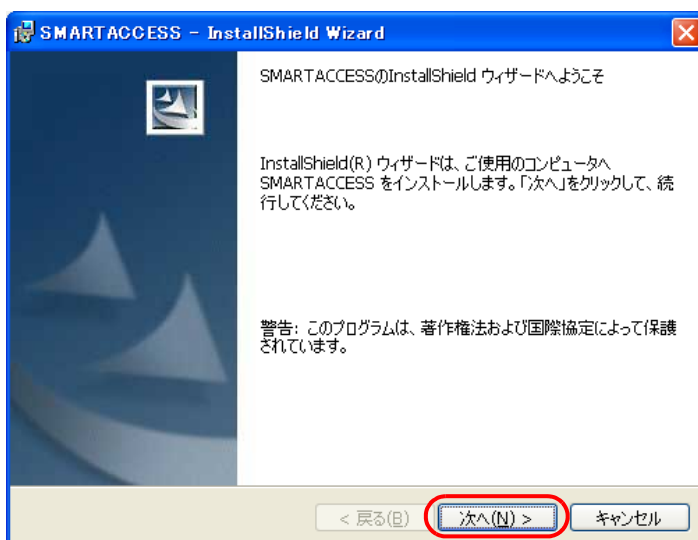 SMARTACCESS - InstallShield Wizard
SMARTACCESSのInstallShield ウィザードへようこそ
InstallShield(R) ウィザードは、ご使用のコンピュータへ
SMARTACCESS をインストールします。「次へ」をクリックして、続
行してください。
警告: このプログラムは、著作権法および国際協定によって保護
されています。
< 戻る(B)
次へ(N) >
キャンセル